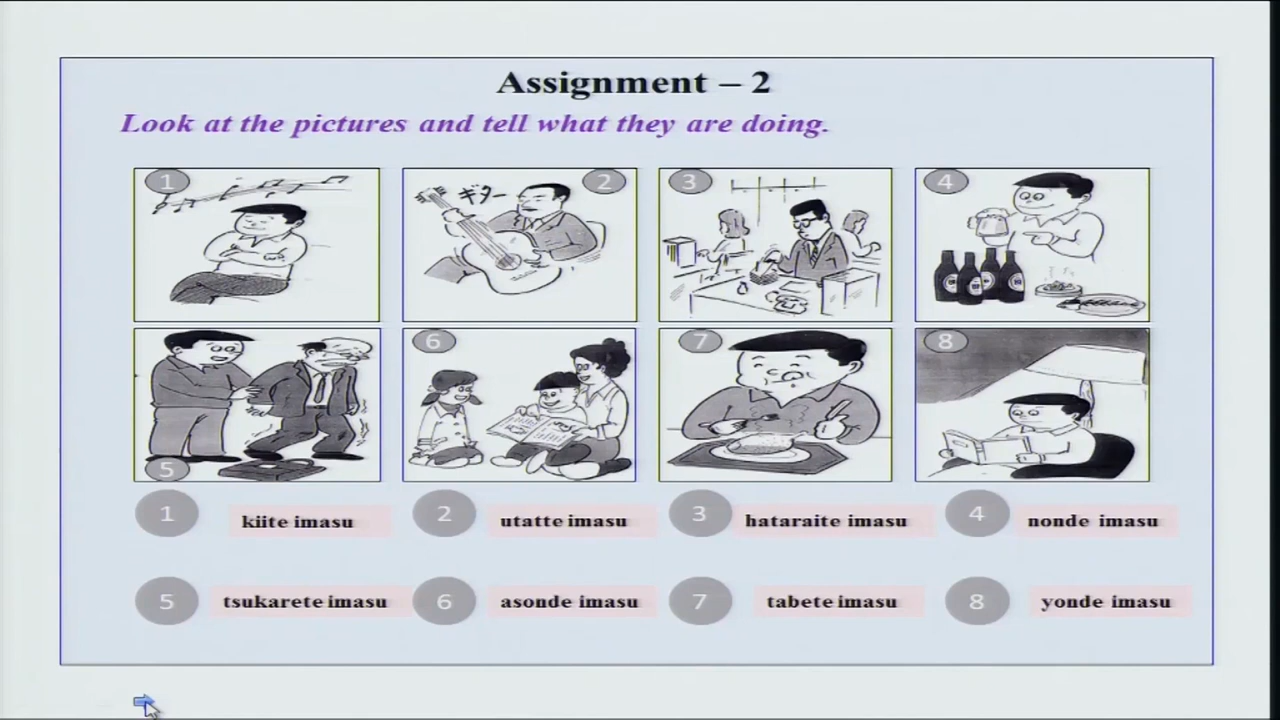 Assignment – 2
Look at the pictures and tell what they are doing.
1
ギター 2
3
4
5
6
7
8
1 kiite imasu 2 utatte imasu 3 hataraite imasu 4 nonde imasu
5 tsukarete imasu 6 asonde imasu 7 tabete imasu 8 yonde imasu